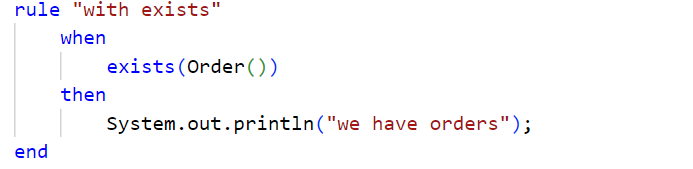 rule "with exists"
    when
        exists(Order())
    then
        System.out.println("we have orders");
end